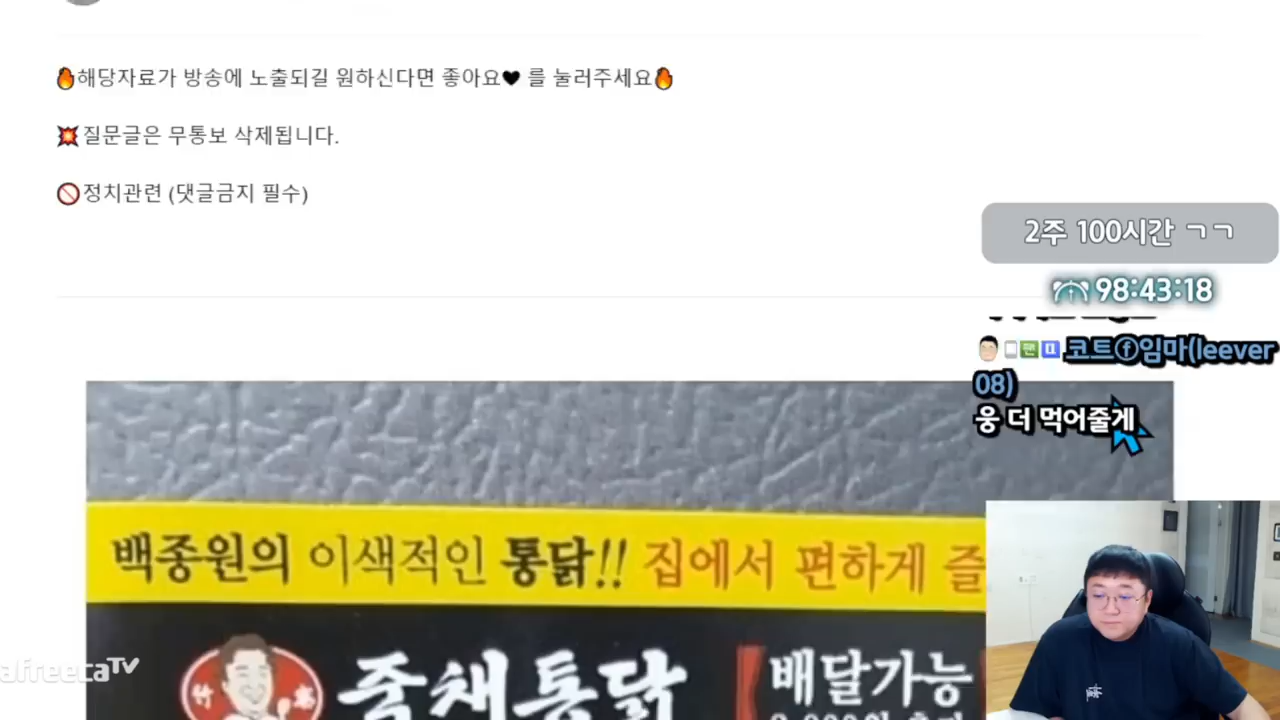 🔥해당자료가 방송에 노출되길 원하신다면 좋아요🖤 를 눌러주세요🔥
💥질문글은 무통보 삭제됩니다.
🚫정치관련 (댓글금지 필수)
2주 100시간 ㄱㄱ
98:43:18
팬
코트ⓕ임마(leever
08)
웅 더 먹어줄게
백종원의 이색적인 통닭!! 집에서 편하게 즐
죽채통닭
배달가능
竹
afreecaTV